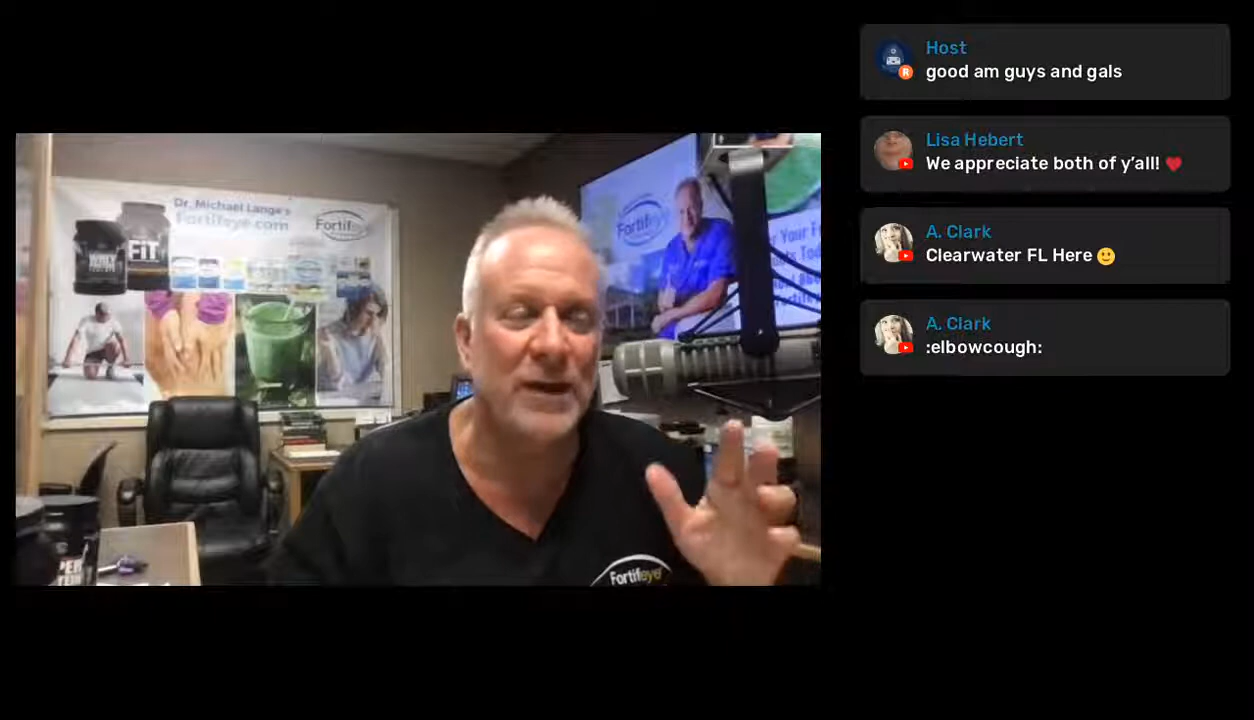 Dr. Michael Lange's
Fortifeye.com
Fortifeye
WHEY
FiT
Fortifeye
Fortifeye
Host
good am guys and gals
Lisa Hebert
We appreciate both of y’all! ❤️
A. Clark
Clearwater FL Here 🙂
A. Clark
:elbowcough: